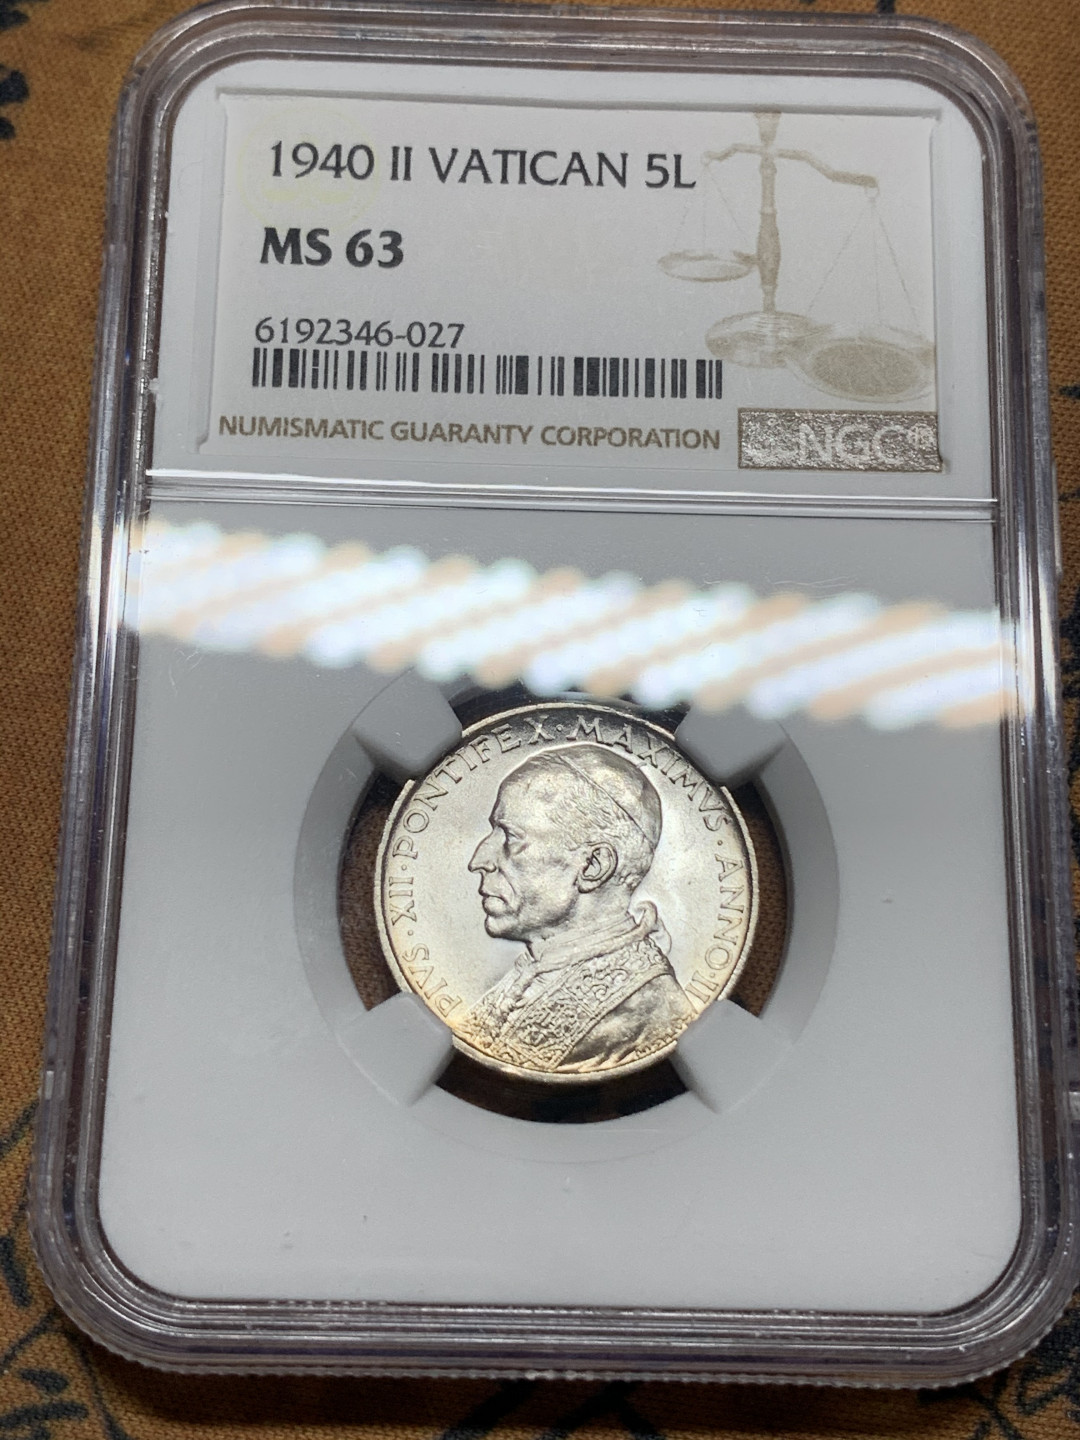 1940 II VATICAN 5L
MS 63
6192346-027
NUMISMATIC GUARANTY CORPORATION
NGC
PIVS·XII·PONTIFEX·MAXIMVS·ANNO·II